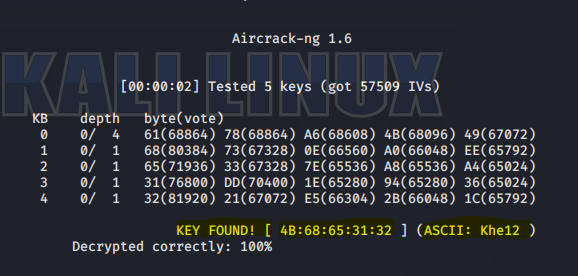 Aircrack-ng 1.6
KALI LINUX
[00:00:02] Tested 5 keys (got 57509 IVs)
KB depth byte(vote)
0 0/ 4 61(68864) 78(68864) A6(68608) 4B(68096) 49(67072)
1 0/ 1 68(80384) 73(67328) 0E(66560) A0(66048) EE(65792)
2 0/ 1 65(71936) 33(67328) 7E(65536) A8(65536) A4(65024)
3 0/ 1 31(76800) DD(70400) 1E(65280) 94(65280) 36(65024)
4 0/ 1 32(81920) 21(67072) E5(66304) 2B(66048) 1C(65792)
KEY FOUND! [ 4B:68:65:31:32 ] (ASCII: Khe12 )
Decrypted correctly: 100%